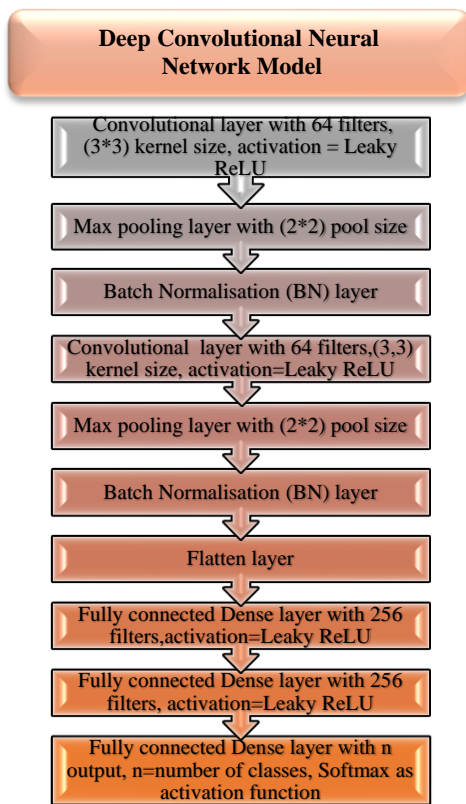 Deep Convolutional Neural
Network Model
Convolutional layer with 64 filters,
(3*3) kernel size, activation = Leaky
ReLU
Max pooling layer with (2*2) pool size
Batch Normalisation (BN) layer
Convolutional layer with 64 filters,(3,3)
kernel size, activation=Leaky ReLU
Max pooling layer with (2*2) pool size
Batch Normalisation (BN) layer
Flatten layer
Fully connected Dense layer with 256
filters,activation=Leaky ReLU
Fully connected Dense layer with 256
filters, activation=Leaky ReLU
Fully connected Dense layer with n
output, n=number of classes, Softmax as
activation function